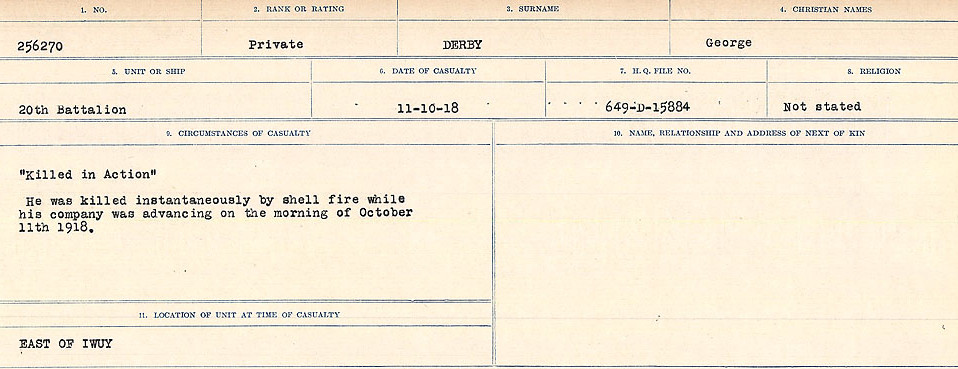 1. NO.
2. RANK OR RATING
3. SURNAME
4. CHRISTIAN NAMES
256270
Private
DERBY
George
5. UNIT OR SHIP
6. DATE OF CASUALTY
7. H.Q. FILE NO.
8. RELIGION
20th Battalion
11-10-18
649-D-15884
Not stated
9. CIRCUMSTANCES OF CASUALTY
10. NAME, RELATIONSHIP AND ADDRESS OF NEXT OF KIN
"Killed in Action"
He was killed instantaneously by shell fire while
his company was advancing on the morning of October
11th 1918.
11. LOCATION OF UNIT AT TIME OF CASUALTY
EAST OF IWUY